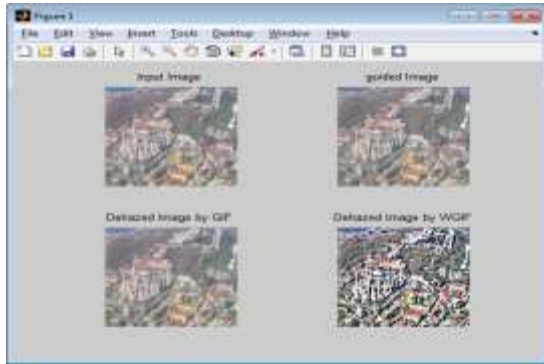 Figure 1
File Edit View Insert Tools Desktop Window Help
Input Image
guided Image
Dehazed Image by GIF
Dehazed Image by WGIF